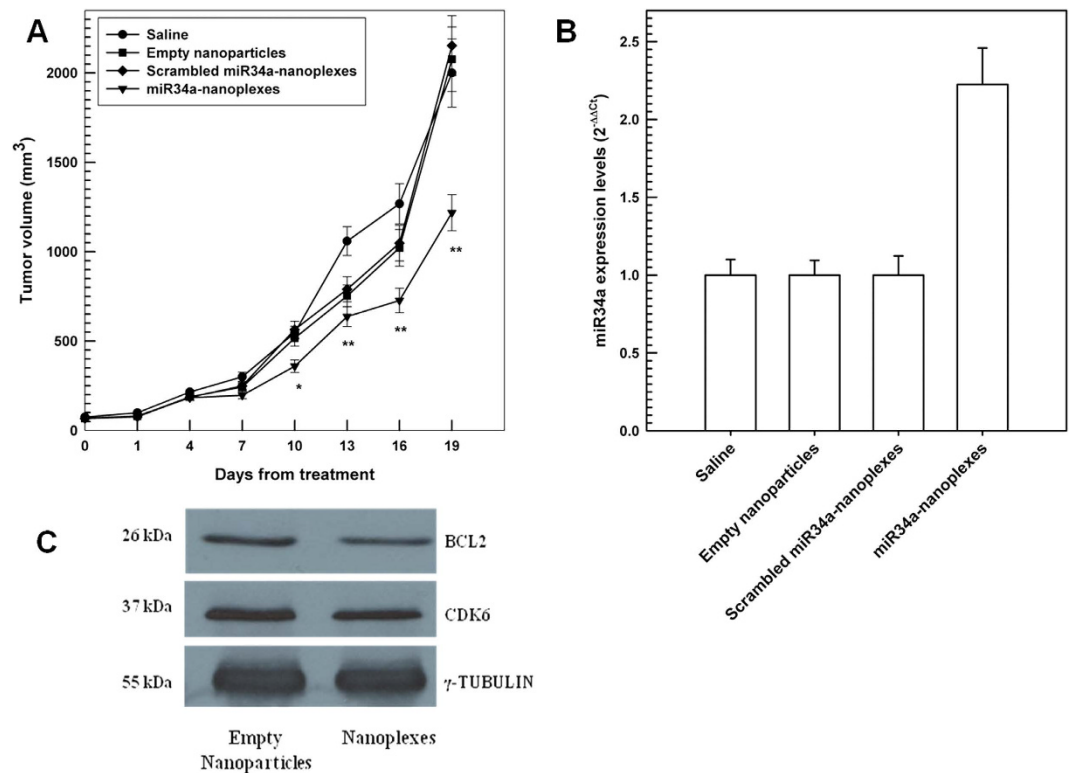 A
Saline
Empty nanoparticles
Scrambled miR34a-nanoplexes
miR34a-nanoplexes
Tumor volume (mm³)
2000
1500
1000
500
0
*
**
**
**
0 1 4 7 10 13 16 19
Days from treatment
B
miR34a expression levels (2^-ΔΔCt)
2.5
2.0
1.5
1.0
0.5
0.0
Saline
Empty nanoparticles
Scrambled miR34a-nanoplexes
miR34a-nanoplexes
C
26 kDa BCL2
37 kDa CDK6
55 kDa γ-TUBULIN
Empty Nanoplexes
Nanoparticles